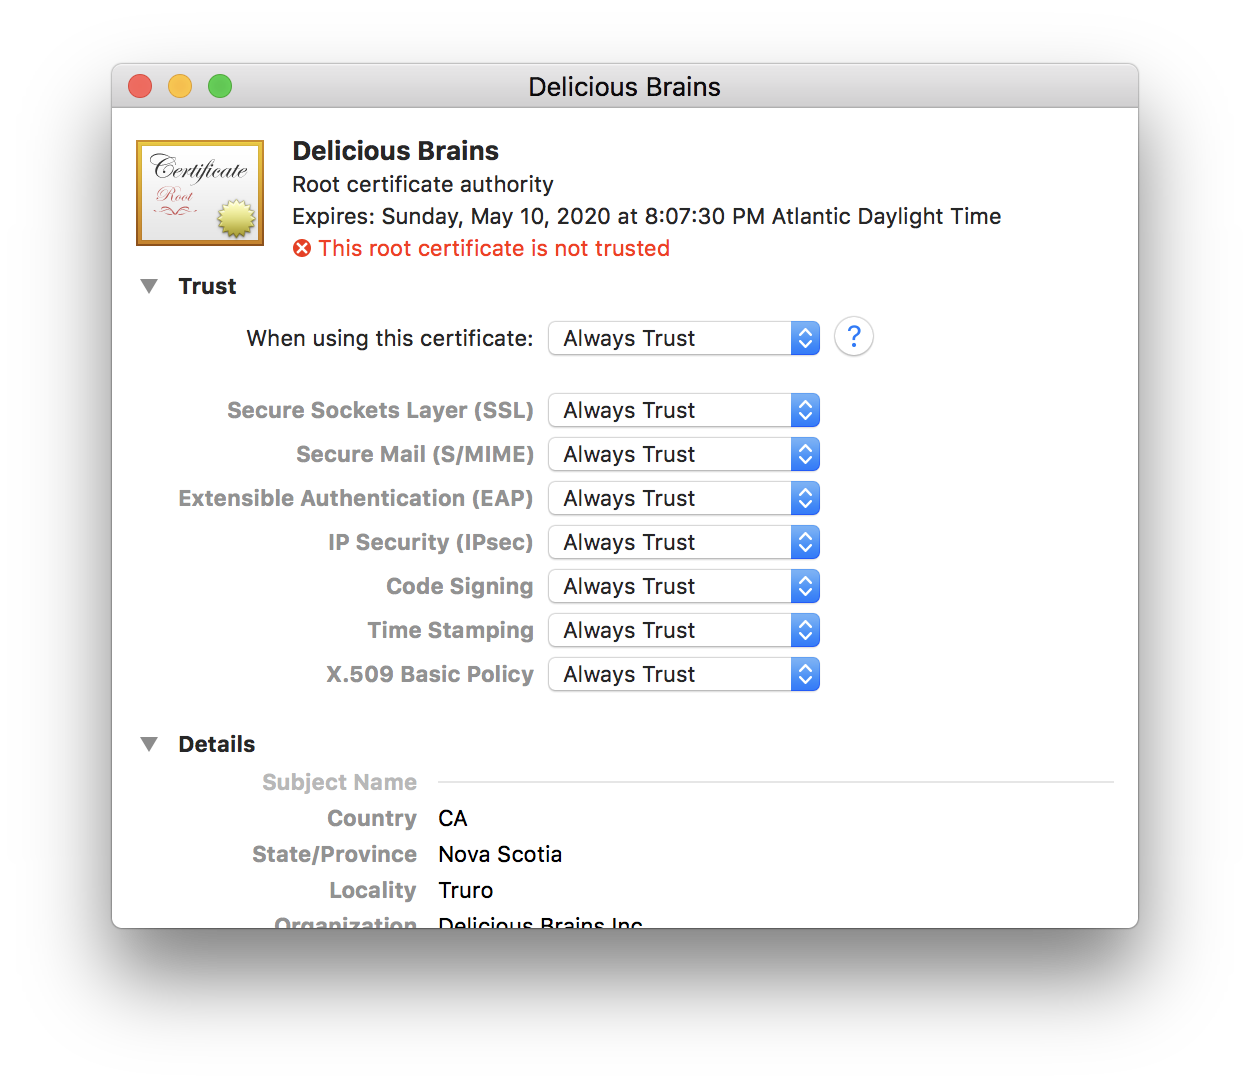 Delicious Brains
Certificate
Root
Delicious Brains
Root certificate authority
Expires: Sunday, May 10, 2020 at 8:07:30 PM Atlantic Daylight Time
This root certificate is not trusted
Trust
When using this certificate: Always Trust ?
Secure Sockets Layer (SSL) Always Trust
Secure Mail (S/MIME) Always Trust
Extensible Authentication (EAP) Always Trust
IP Security (IPsec) Always Trust
Code Signing Always Trust
Time Stamping Always Trust
X.509 Basic Policy Always Trust
Details
Subject Name
Country CA
State/Province Nova Scotia
Locality Truro
Organization Delicious Brains Inc